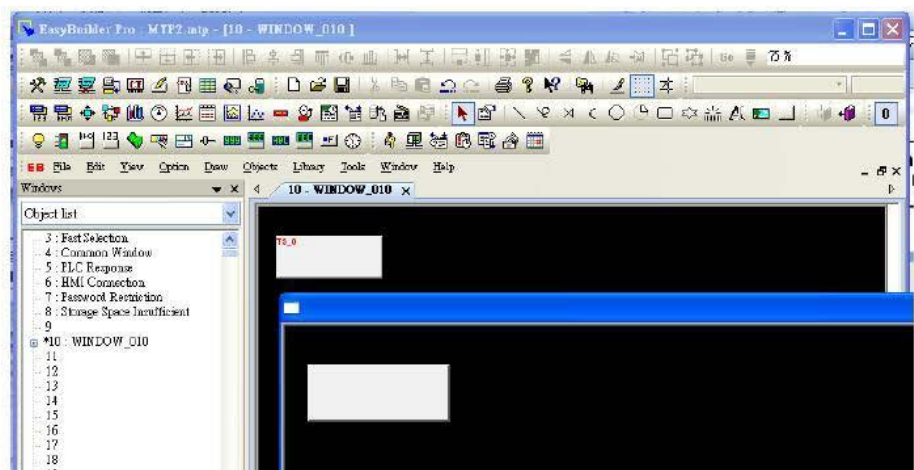 EasyBuilder Pro : MTP2.mtp - [10 - WINDOW_010 ]
75 %
0
EB File Edit View Option Draw Objects Library Tools Window Help
Windows
10 - WINDOW_010
Object list
3 : Fast Selection
4 : Common Window
5 : PLC Response
6 : HMI Connection
7 : Password Restriction
8 : Storage Space Insufficient
9
*10 : WINDOW_010
11
12
13
14
15
16
17
18
TS_0